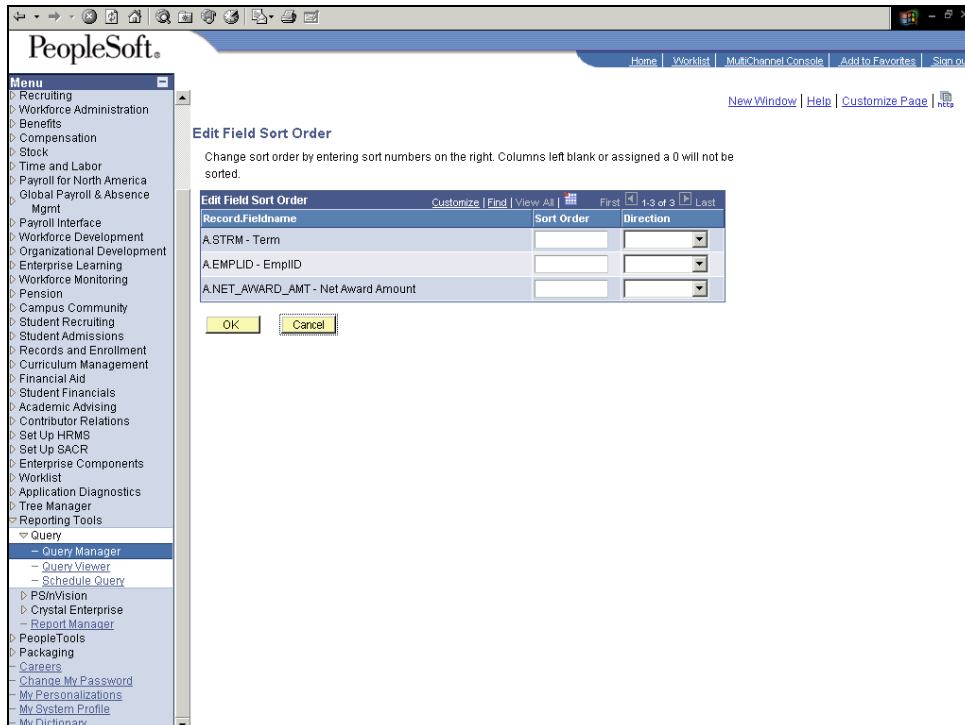 PeopleSoft®
Home | Worklist | MultiChannel Console | Add to Favorites | Sign ou
Menu
Recruiting
Workforce Administration
Benefits
Compensation
Stock
Time and Labor
Payroll for North America
Global Payroll & Absence
Mgmt
Payroll Interface
Workforce Development
Organizational Development
Enterprise Learning
Workforce Monitoring
Pension
Campus Community
Student Recruiting
Student Admissions
Records and Enrollment
Curriculum Management
Financial Aid
Student Financials
Academic Advising
Contributor Relations
Set Up HRMS
Set Up SACR
Enterprise Components
Worklist
Application Diagnostics
Tree Manager
Reporting Tools
Query
– Query Manager
– Query Viewer
– Schedule Query
PS/nVision
Crystal Enterprise
– Report Manager
PeopleTools
Packaging
– Careers
– Change My Password
– My Personalizations
– My System Profile
– My Dictionary
New Window | Help | Customize Page | http
Edit Field Sort Order
Change sort order by entering sort numbers on the right. Columns left blank or assigned a 0 will not be
sorted.
Edit Field Sort Order Customize | Find | View All | First 1-3 of 3 Last
Record.Fieldname Sort Order Direction
A.STRM - Term
A.EMPLID - EmplID
A.NET_AWARD_AMT - Net Award Amount
OK Cancel